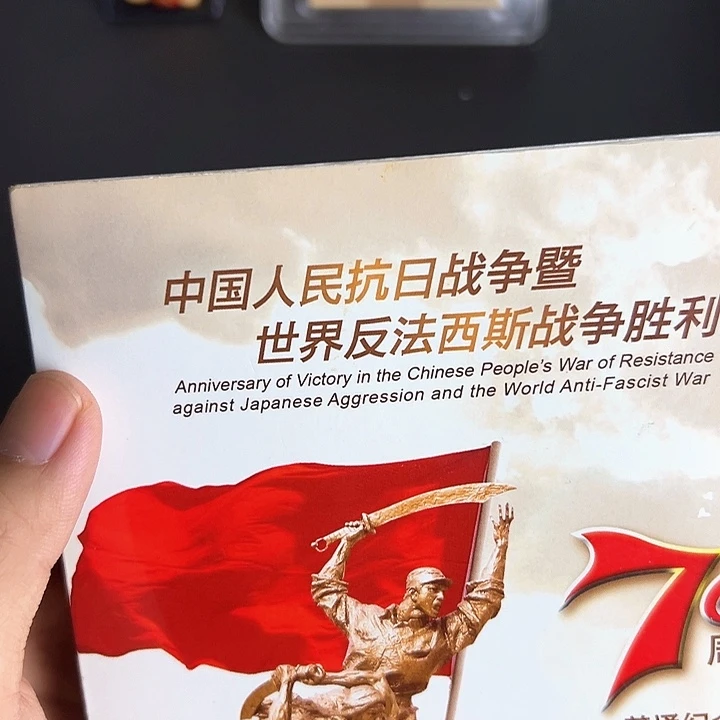 中国人民抗日战争暨
世界反法西斯战争胜利
Anniversary of Victory in the Chinese People's War of Resistance
against Japanese Aggression and the World Anti-Fascist War
7